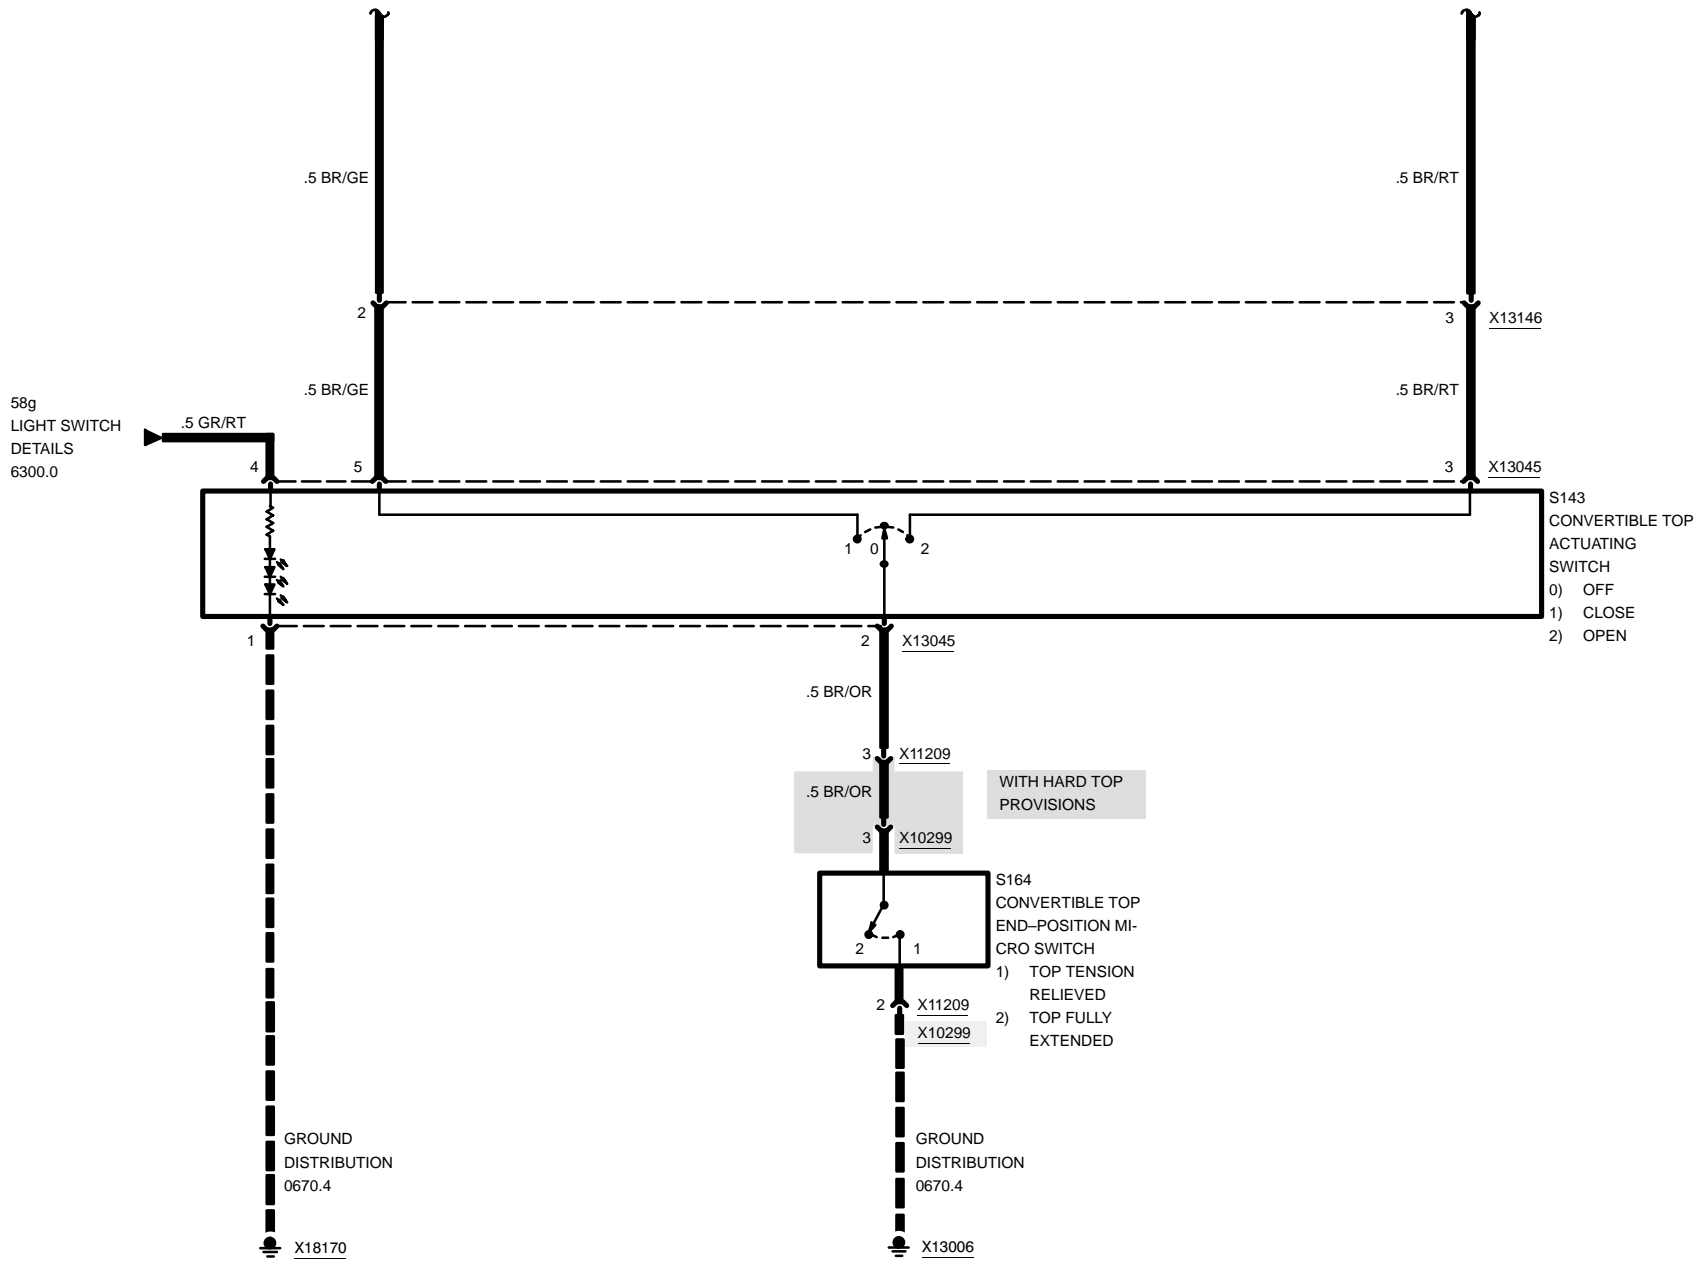 .5 BR/GE
.5 BR/RT
2
3
X13146
.5 BR/GE
.5 BR/RT
58g
LIGHT SWITCH
DETAILS
6300.0
.5 GR/RT
4
5
3
X13045
S143
CONVERTIBLE TOP
ACTUATING
SWITCH
0) OFF
1) CLOSE
2) OPEN
1
0
2
1
2
X13045
.5 BR/OR
3
X11209
.5 BR/OR
WITH HARD TOP
PROVISIONS
3
X10299
S164
CONVERTIBLE TOP
END–POSITION MI-
CRO SWITCH
1) TOP TENSION
RELIEVED
2) TOP FULLY
EXTENDED
2
1
2
X11209
X10299
GROUND
DISTRIBUTION
0670.4
GROUND
DISTRIBUTION
0670.4
X18170
X13006